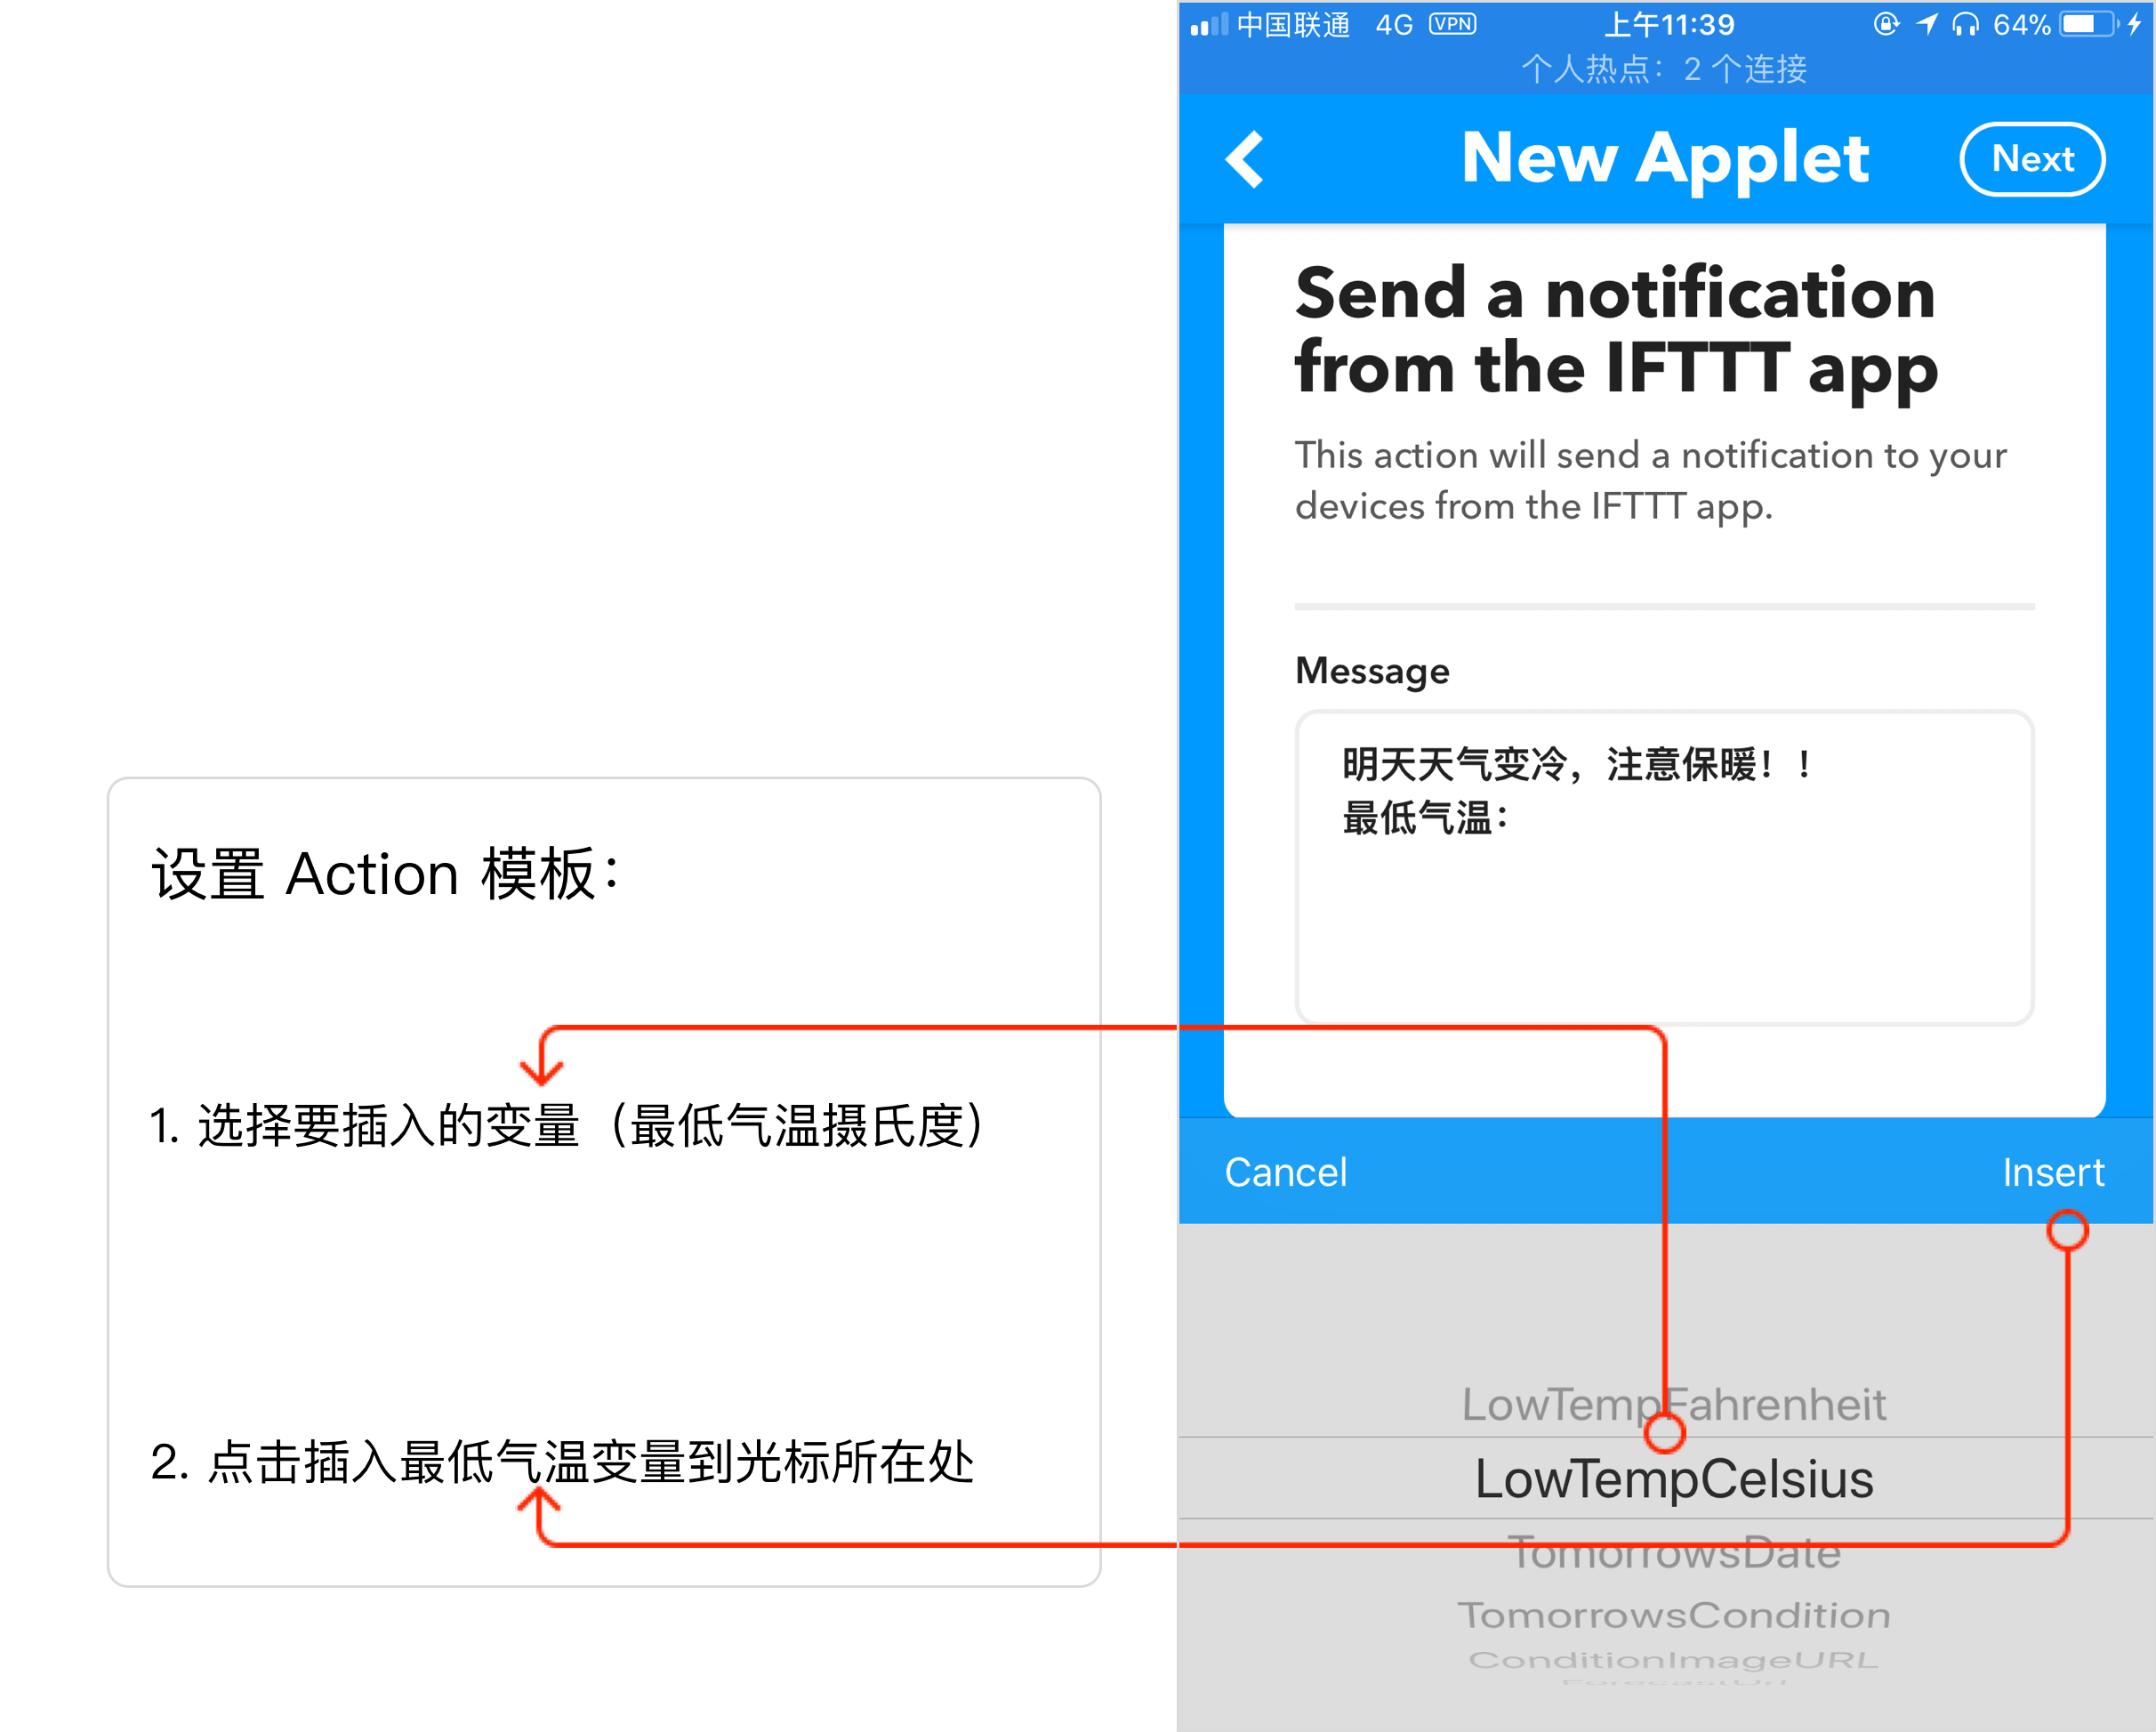 中国联通 4G VPN 上午11:39 64%
个人热点：2 个连接
New Applet
Next
Send a notification
from the IFTTT app
This action will send a notification to your
devices from the IFTTT app.
Message
明天天气变冷，注意保暖！！
最低气温：
设置 Action 模板：
1. 选择要插入的变量（最低气温摄氏度）
2. 点击插入最低气温变量到光标所在处
Cancel
Insert
LowTempFahrenheit
LowTempCelsius
TomorrowsDate
TomorrowsCondition
ConditionImageURL